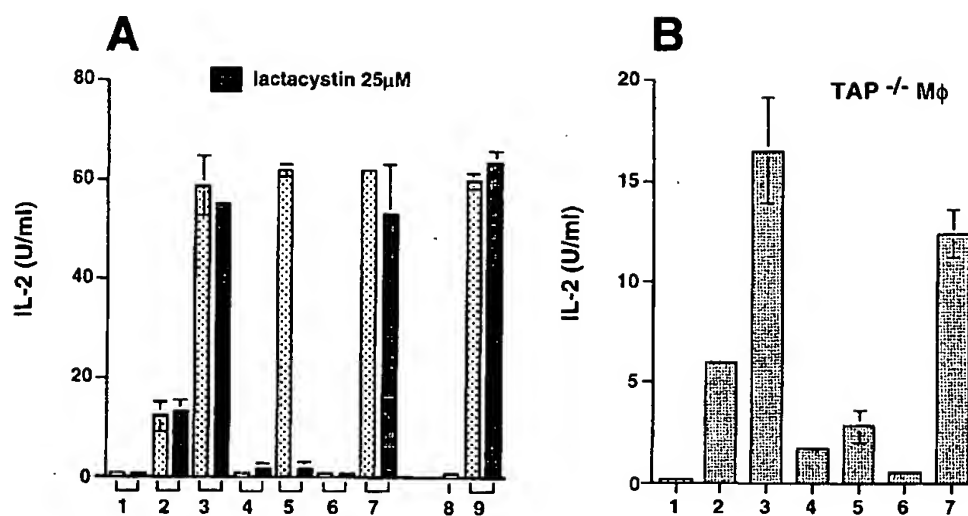 A
lactacystin 25µM
IL-2 (U/ml)
80
60
40
20
0
1 2 3 4 5 6 7 8 9
B
TAP -/- Mϕ
IL-2 (U/ml)
20
15
10
5
0
1 2 3 4 5 6 7